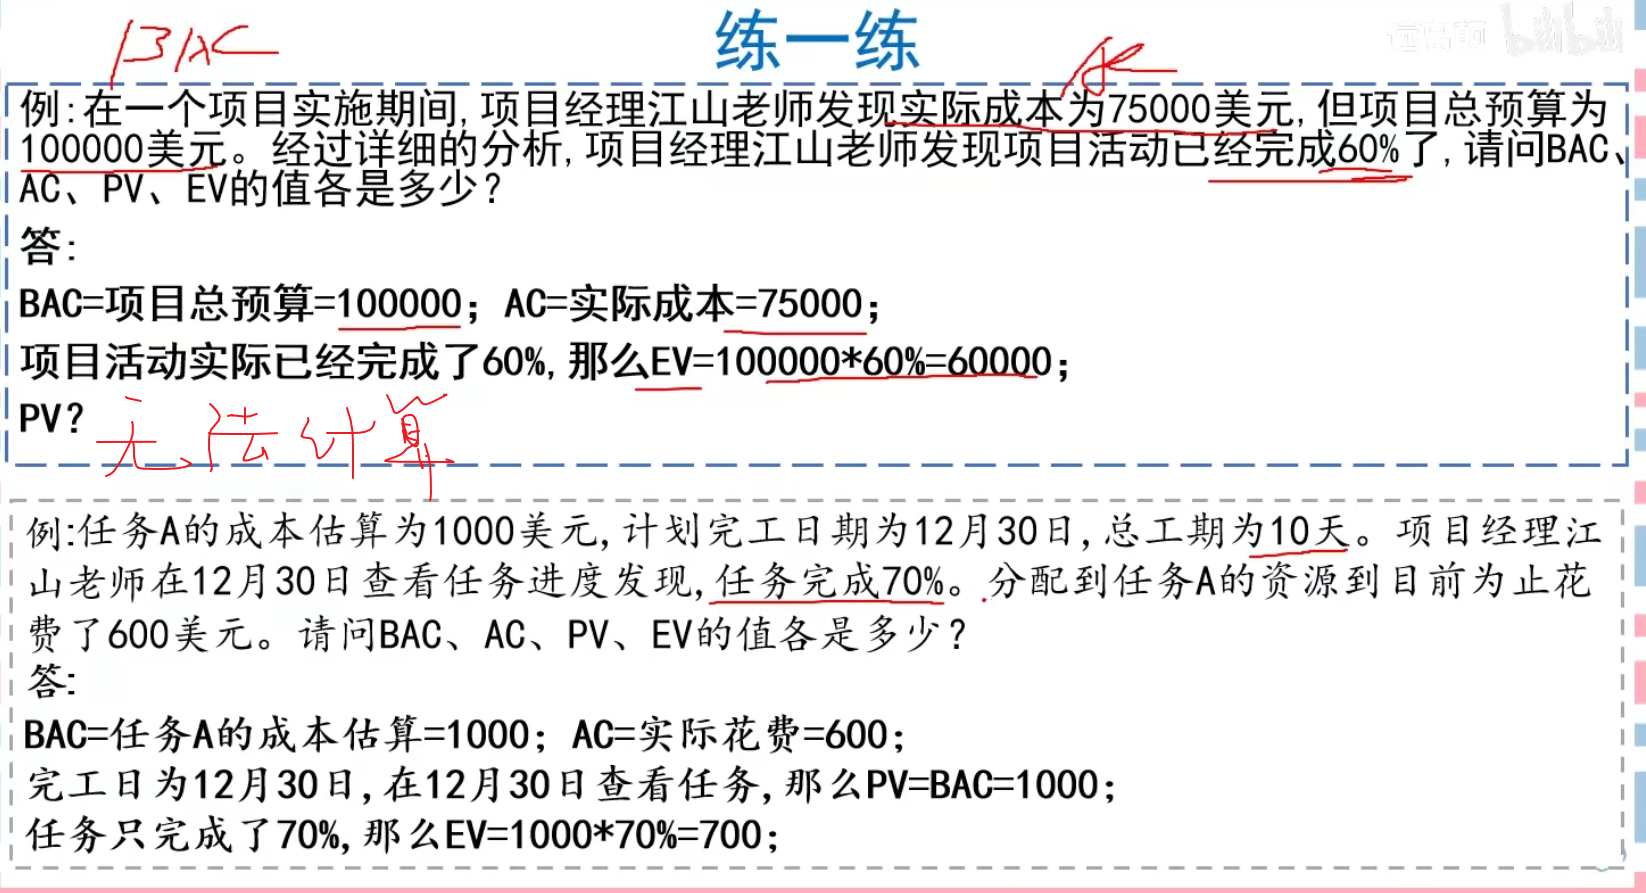 练一练
bilibili
BAC
AC
例:在一个项目实施期间,项目经理江山老师发现实际成本为75000美元,但项目总预算为
100000美元。经过详细的分析,项目经理江山老师发现项目活动已经完成60%了,请问BAC、
AC、PV、EV的值各是多少?
答:
BAC=项目总预算=100000; AC=实际成本=75000;
项目活动实际已经完成了60%,那么EV=100000*60%=60000;
PV?
无法计算
例:任务A的成本估算为1000美元,计划完工日期为12月30日,总工期为10天。项目经理江
山老师在12月30日查看任务进度发现,任务完成70%。分配到任务A的资源到目前为止花
费了600美元。请问BAC、AC、PV、EV的值各是多少?
答:
BAC=任务A的成本估算=1000; AC=实际花费=600;
完工日为12月30日,在12月30日查看任务,那么PV=BAC=1000;
任务只完成了70%,那么EV=1000*70%=700;